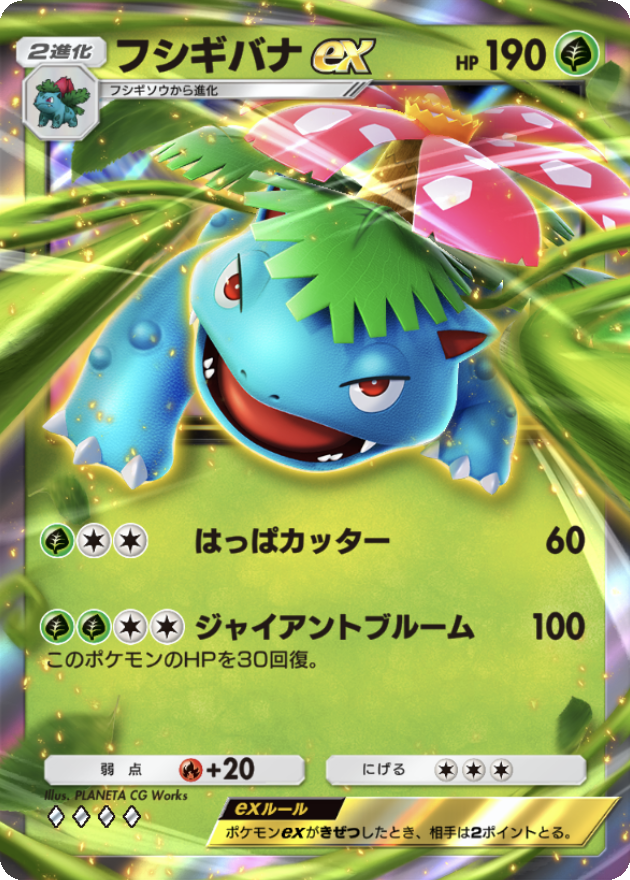 2進化 フシギバナex HP190
フシギソウから進化
はっぱカッター 60
ジャイアントブルーム 100
このポケモンのHPを30回復。
弱点 +20 にげる
Illus. PLANETA CG Works
exルール
ポケモンexがきぜつしたとき、相手は2ポイントとる。